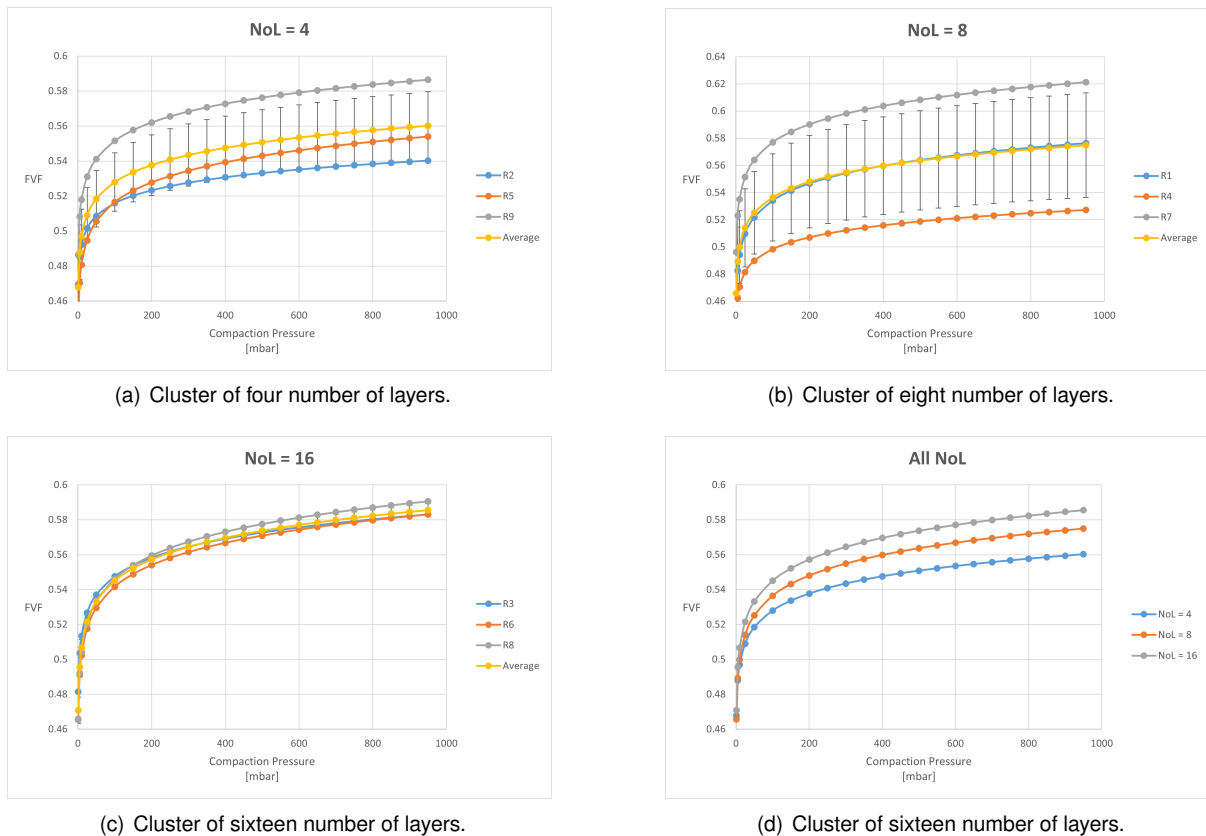 NoL = 4
0.6
0.58
0.56
0.54
0.52
0.5
0.48
0.46
FVF
0 200 400 600 800 1000
Compaction Pressure
[mbar]
R2
R5
R9
Average
(a) Cluster of four number of layers.
NoL = 8
0.64
0.62
0.6
0.58
0.56
0.54
0.52
0.5
0.48
0.46
FVF
0 200 400 600 800 1000
Compaction Pressure
[mbar]
R1
R4
R7
Average
(b) Cluster of eight number of layers.
NoL = 16
0.6
0.58
0.56
0.54
0.52
0.5
0.48
0.46
FVF
0 200 400 600 800 1000
Compaction Pressure
[mbar]
R3
R6
R8
Average
(c) Cluster of sixteen number of layers.
All NoL
0.6
0.58
0.56
0.54
0.52
0.5
0.48
0.46
FVF
0 200 400 600 800 1000
Compaction Pressure
[mbar]
NoL = 4
NoL = 8
NoL = 16
(d) Cluster of sixteen number of layers.